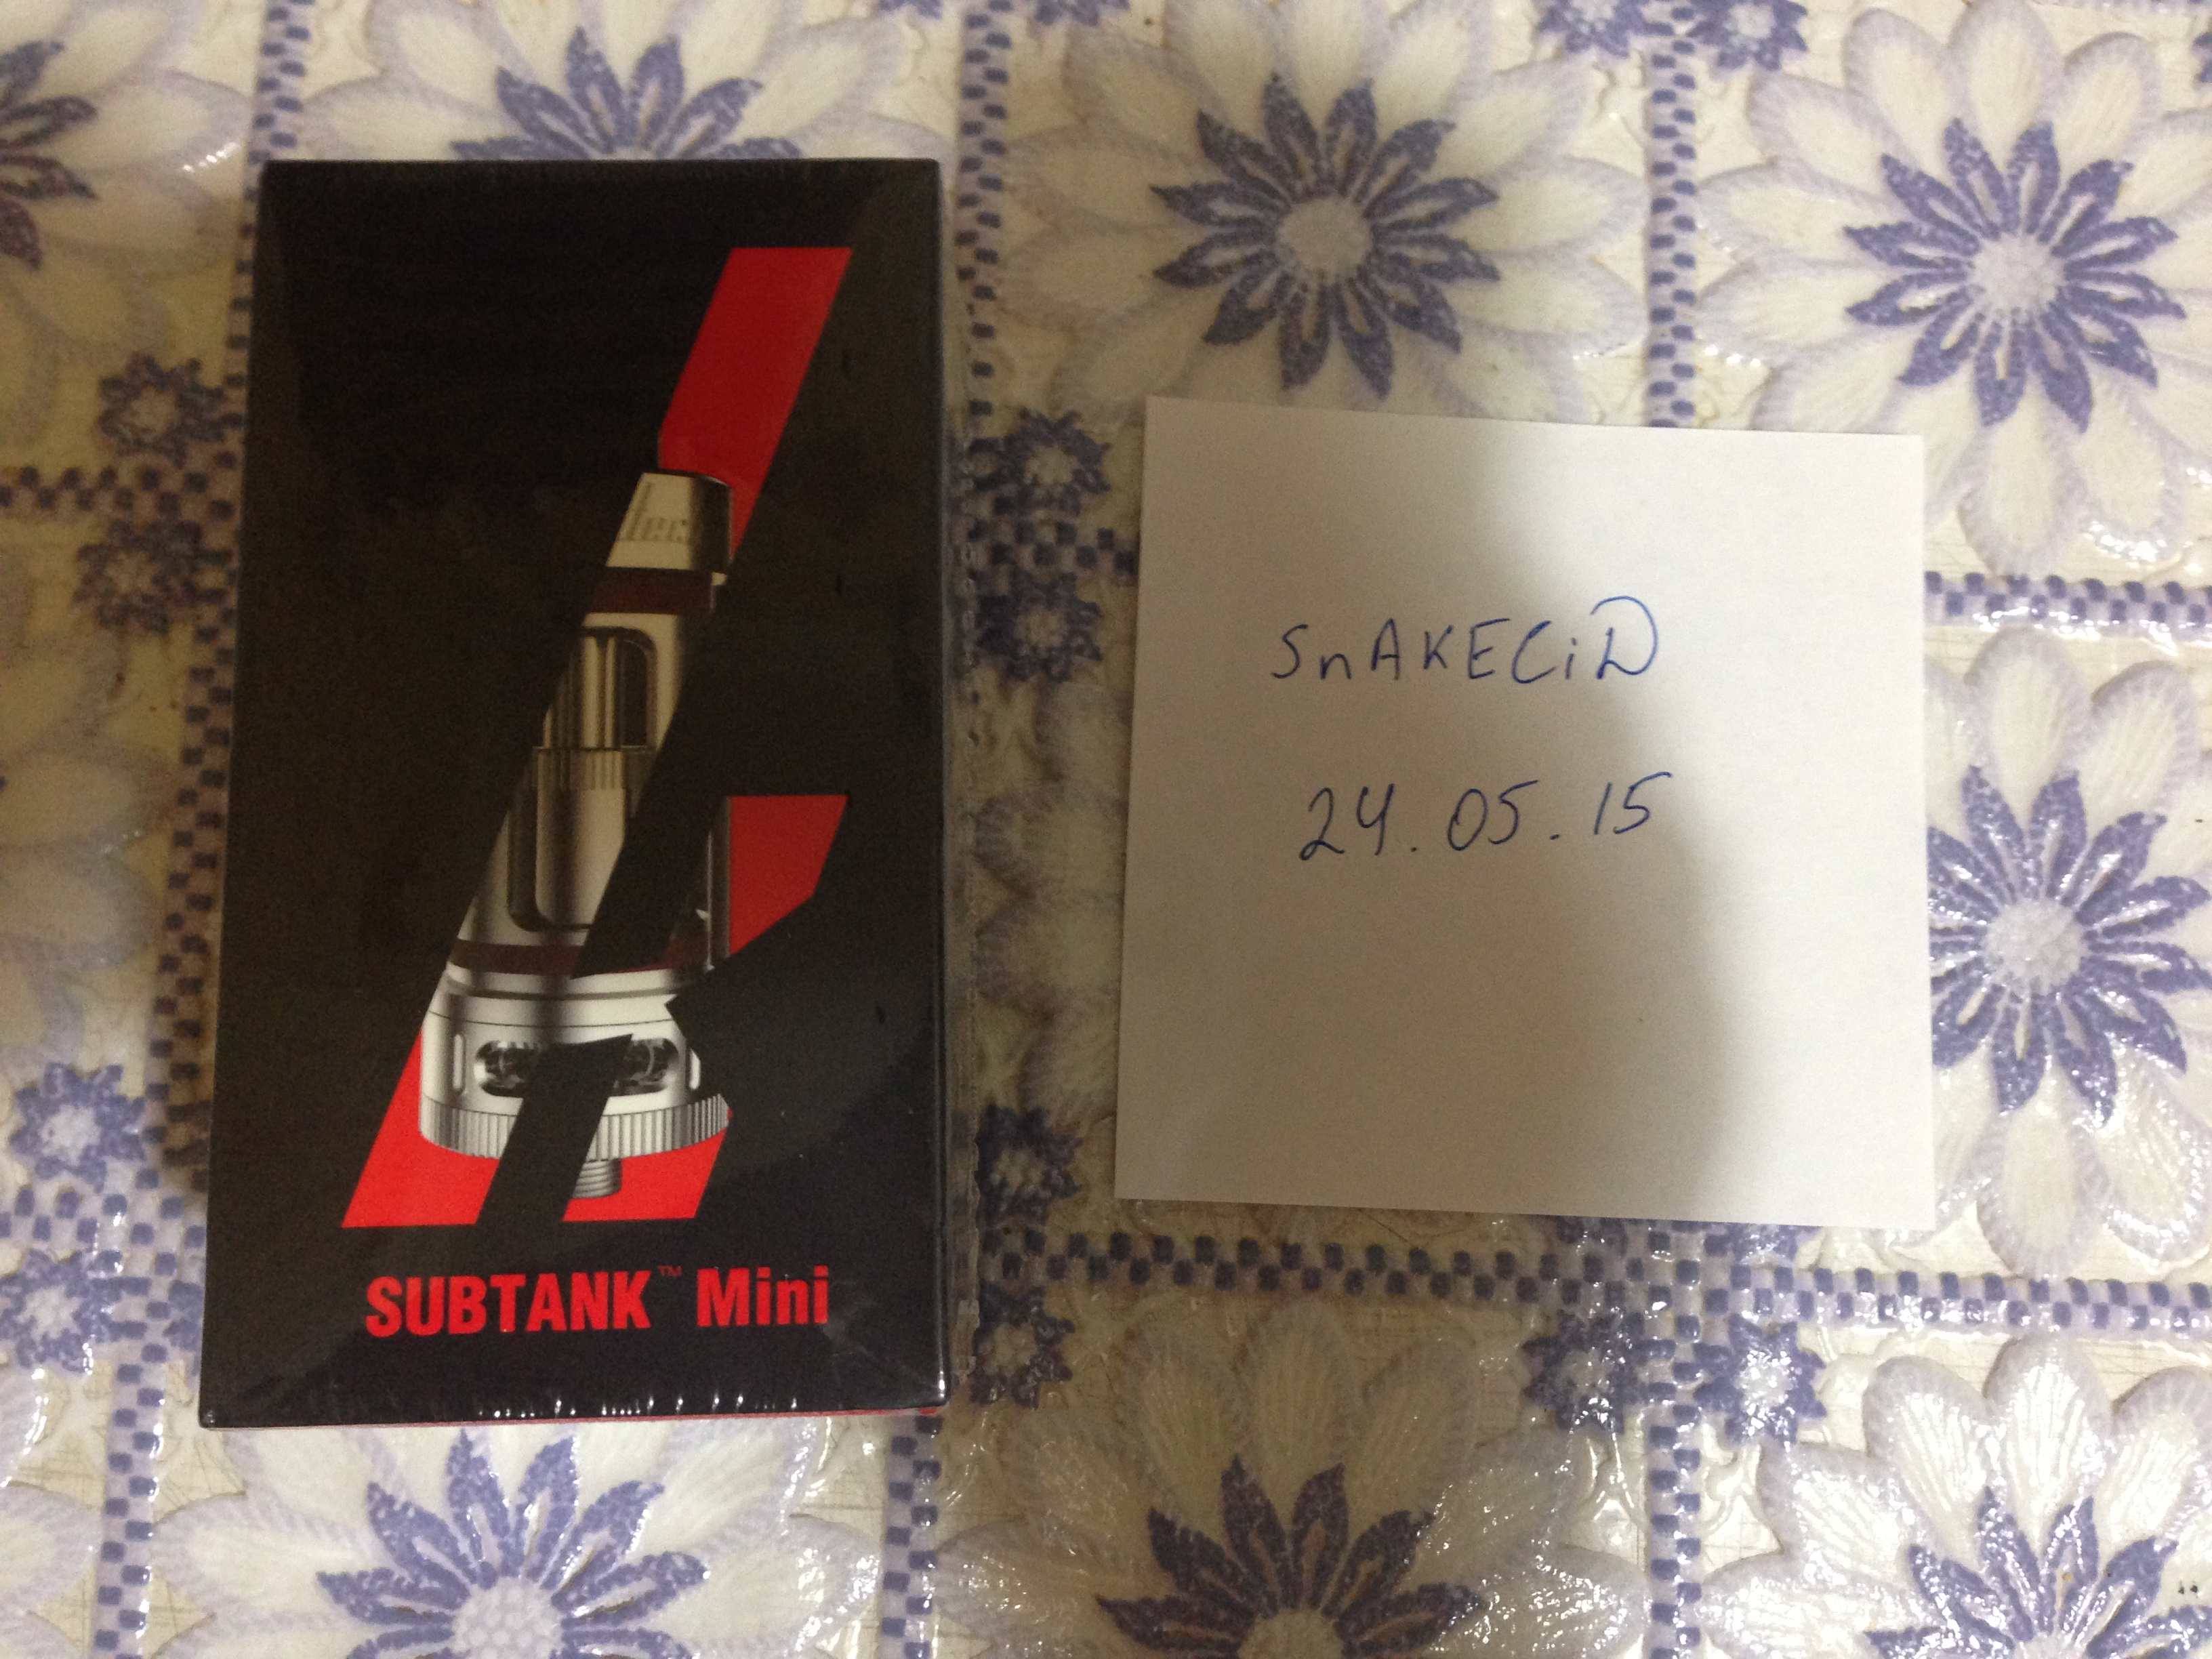 SUBTANK™ Mini
SnAKECiD
24.05.15